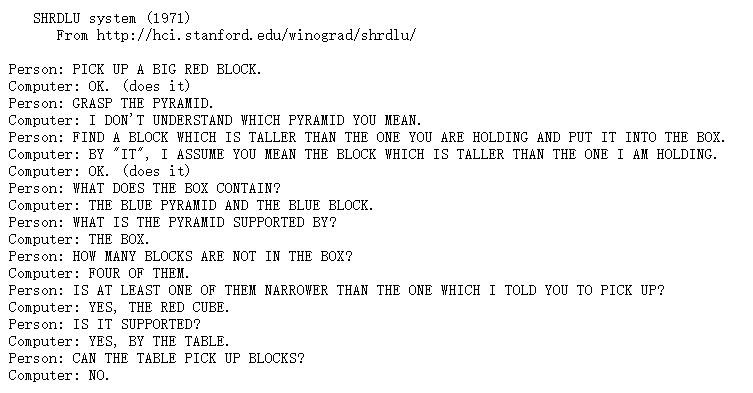 SHRDLU system (1971)
From http://hci.stanford.edu/winograd/shrdlu/
Person: PICK UP A BIG RED BLOCK.
Computer: OK. (does it)
Person: GRASP THE PYRAMID.
Computer: I DON'T UNDERSTAND WHICH PYRAMID YOU MEAN.
Person: FIND A BLOCK WHICH IS TALLER THAN THE ONE YOU ARE HOLDING AND PUT IT INTO THE BOX.
Computer: BY "IT", I ASSUME YOU MEAN THE BLOCK WHICH IS TALLER THAN THE ONE I AM HOLDING.
Computer: OK. (does it)
Person: WHAT DOES THE BOX CONTAIN?
Computer: THE BLUE PYRAMID AND THE BLUE BLOCK.
Person: WHAT IS THE PYRAMID SUPPORTED BY?
Computer: THE BOX.
Person: HOW MANY BLOCKS ARE NOT IN THE BOX?
Computer: FOUR OF THEM.
Person: IS AT LEAST ONE OF THEM NARROWER THAN THE ONE WHICH I TOLD YOU TO PICK UP?
Computer: YES, THE RED CUBE.
Person: IS IT SUPPORTED?
Computer: YES, BY THE TABLE.
Person: CAN THE TABLE PICK UP BLOCKS?
Computer: NO.